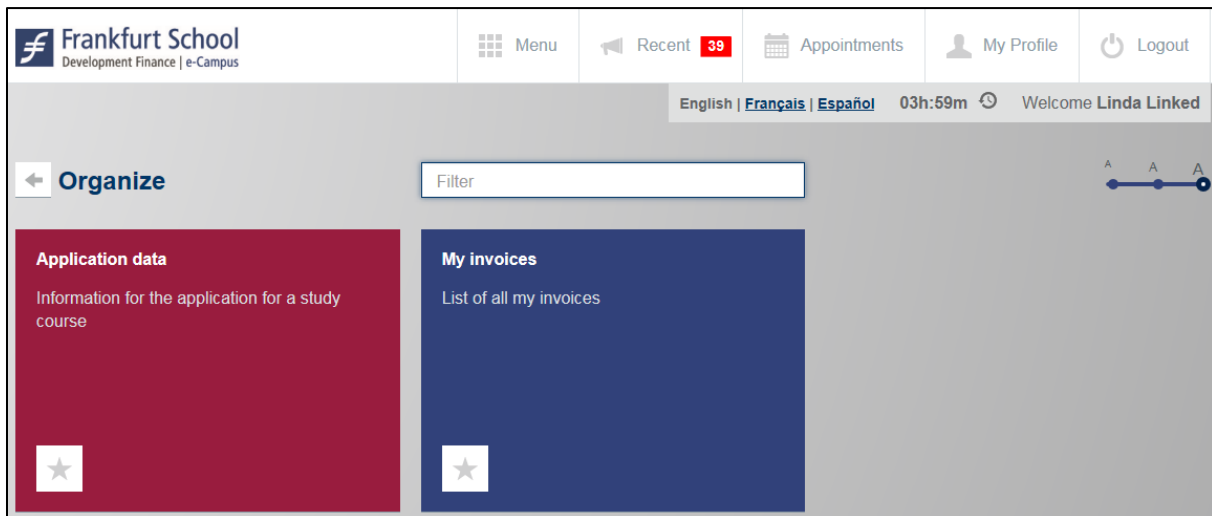 Frankfurt School
Development Finance | e-Campus
Menu
Recent 39
Appointments
My Profile
Logout
English | Français | Español 03h:59m Welcome Linda Linked
Organize
Filter
A A A
Application data
Information for the application for a study
course
My invoices
List of all my invoices